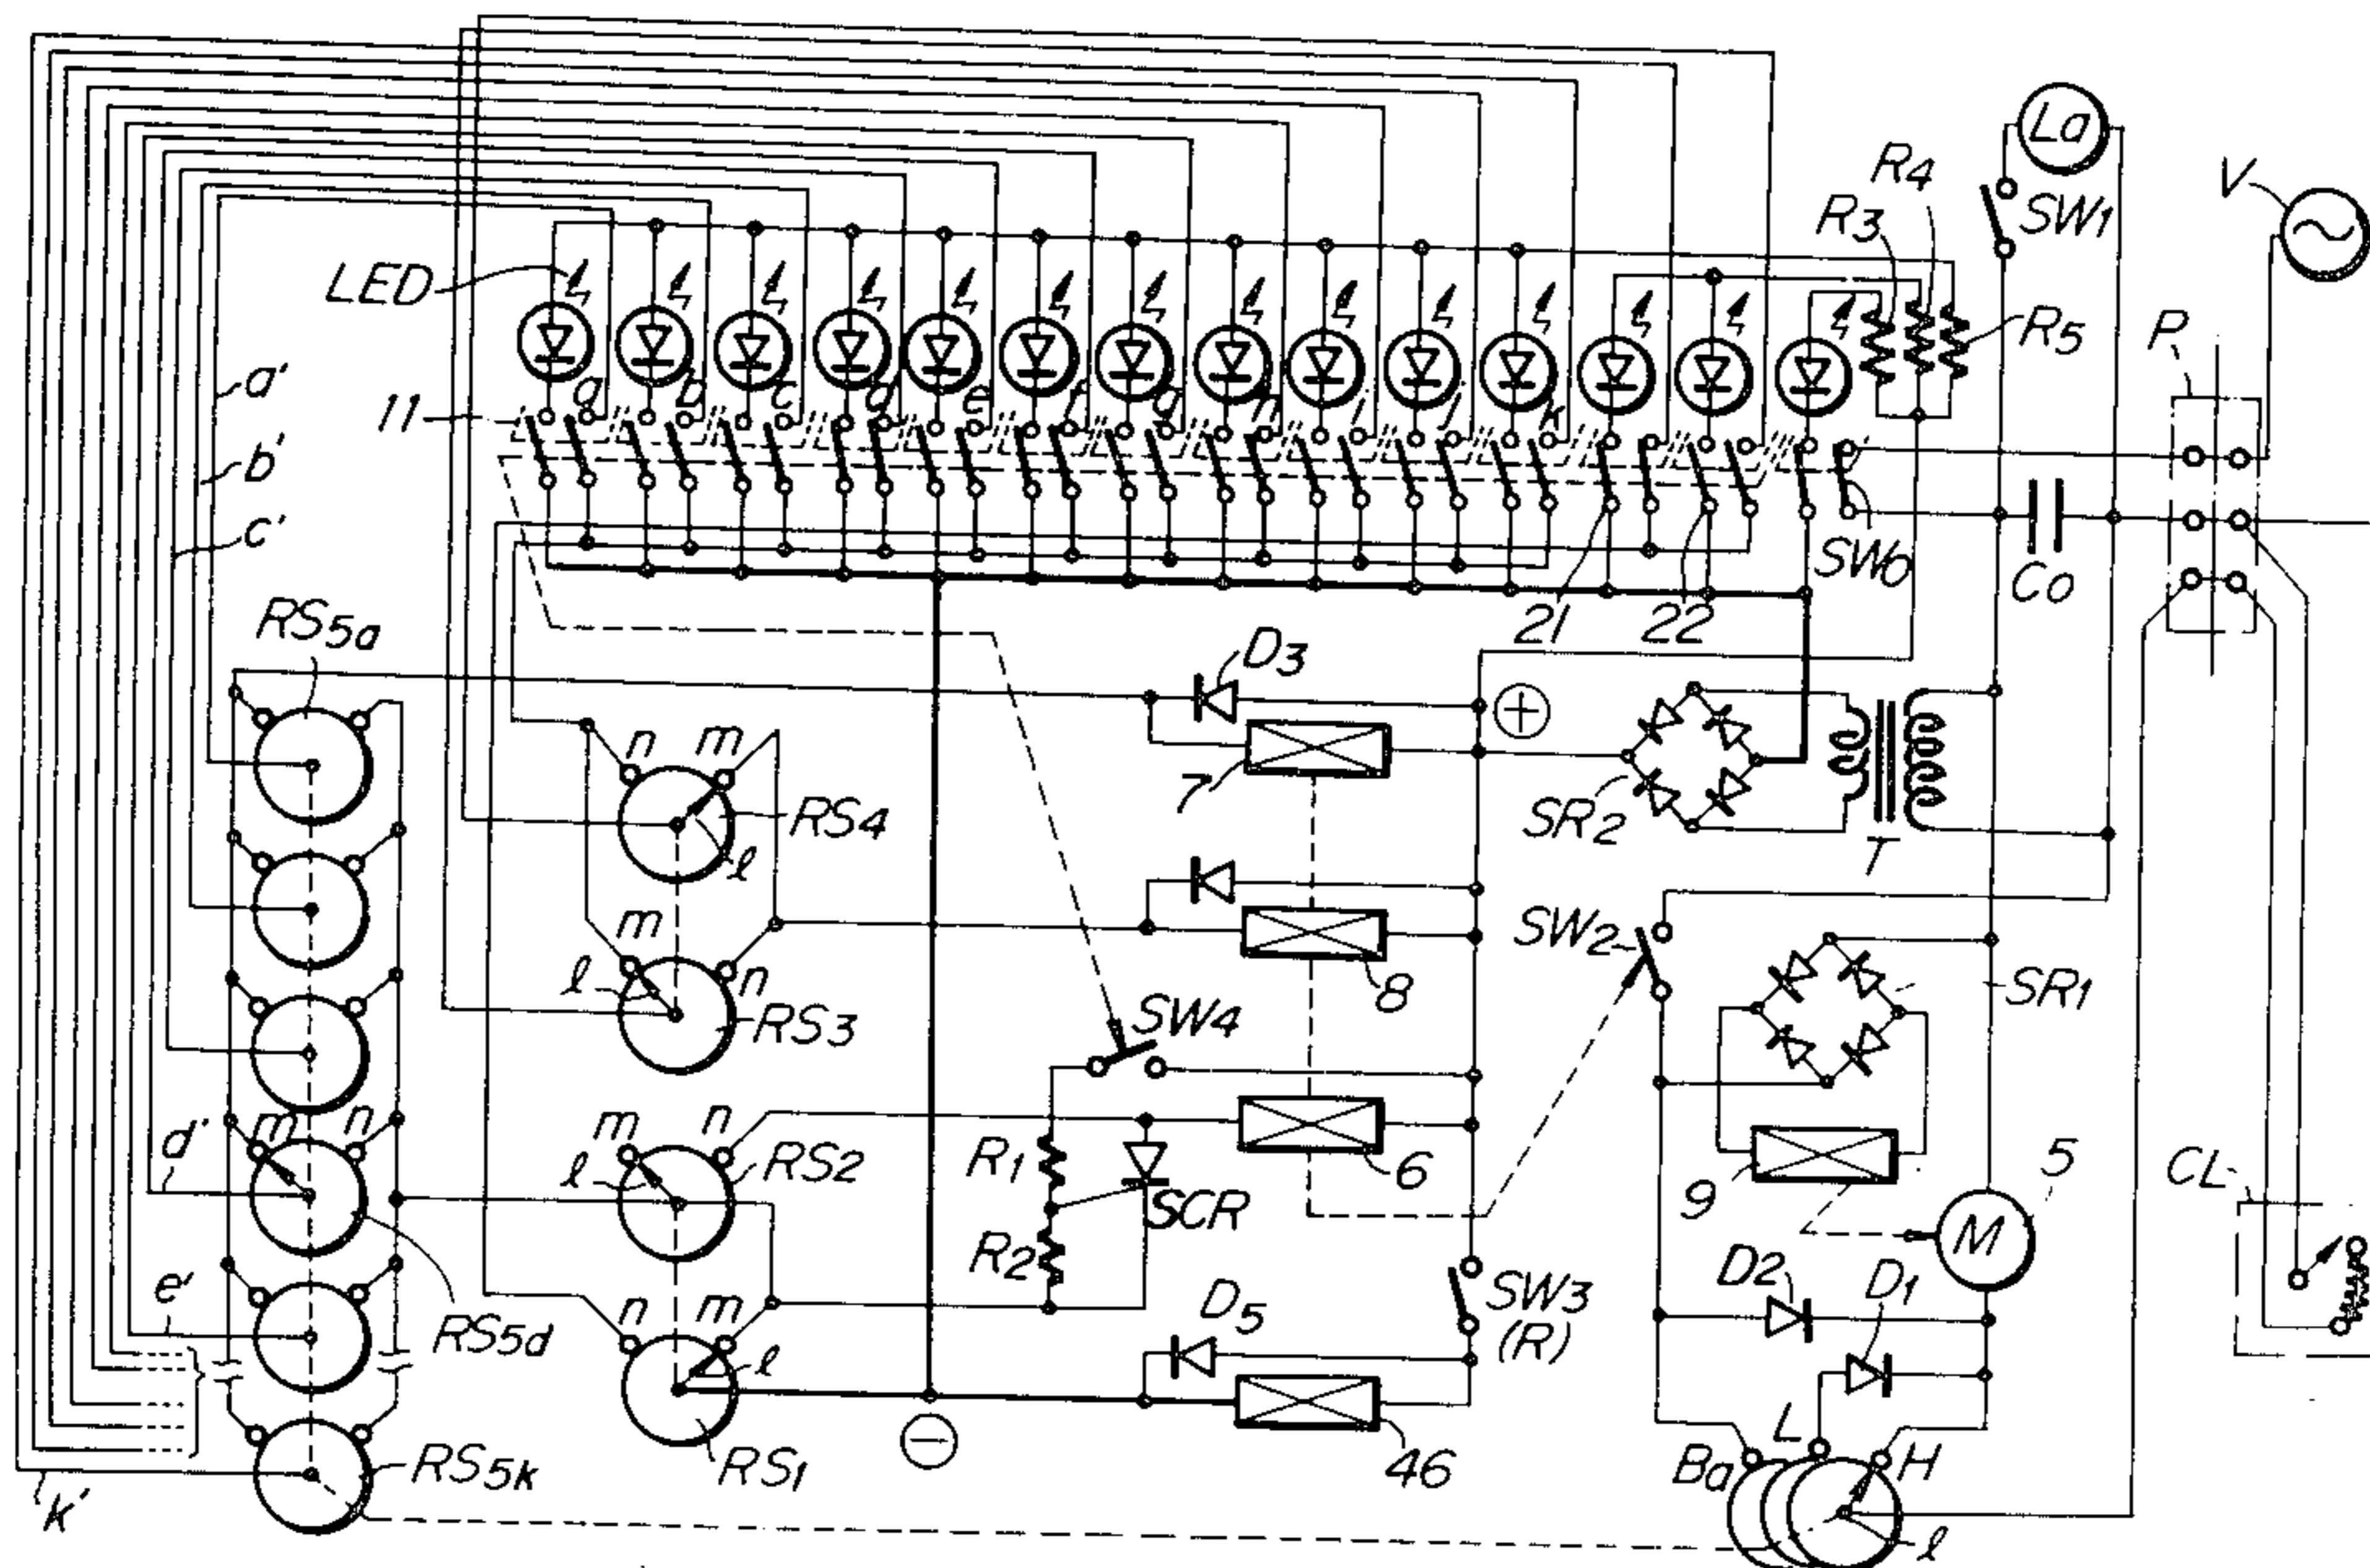 La
V
R4
R3
SW1
LED
R5
P
a'
11
a b c d e f g h i j k
b'
c'
SW0
Co
21
22
RS5a
D3
+
n m
7
RS4
SR2
T
l
m
SW2
8
l
n
RS3
SW4
SR1
m n
d'
m n
R1
l
RS2
6
9
5
CL
SCR
M
R2
e'
D2
D1
n m
D5
SW3
(R)
RS5d
l
L
RS5k
RS1
−
46
Ba
H
k'
l